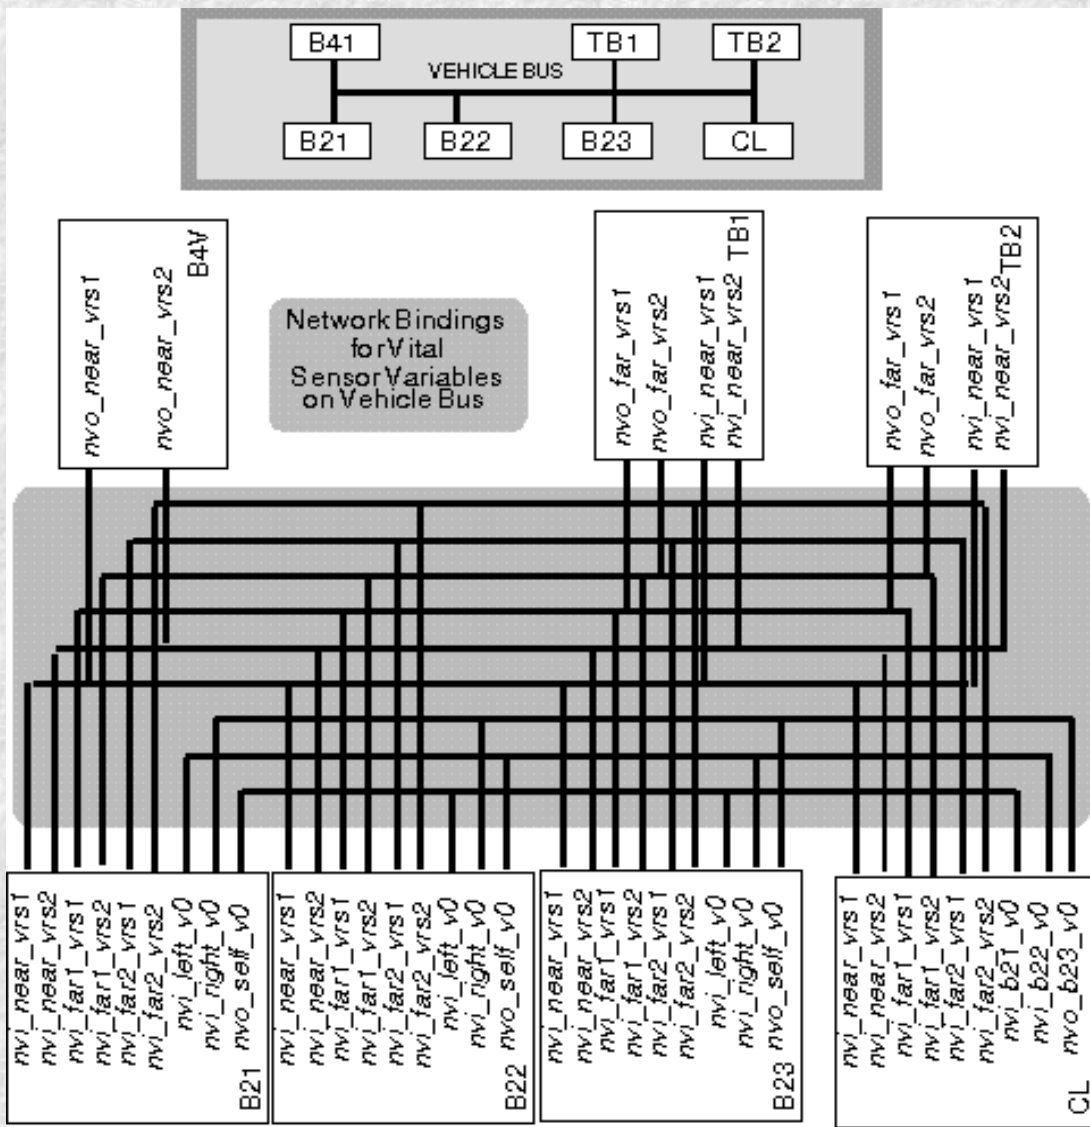 B41
TB1
TB2
VEHICLE BUS
B21
B22
B23
CL
nvo_near_vrs1
nvo_near_vrs2
B4V
Network Bindings
for Vital
Sensor Variables
on Vehicle Bus
nvo_far_vrs1
nvo_far_vrs2
nvi_near_vrs1
nvi_near_vrs2
TB1
nvo_far_vrs1
nvo_far_vrs2
nvi_near_vrs1
nvi_near_vrs2
TB2
nvi_near_vrs1
nvi_near_vrs2
nvi_far1_vrs1
nvi_far1_vrs2
nvi_far2_vrs1
nvi_far2_vrs2
nvi_left_v0
nvi_right_v0
nvo_self_v0
B21
nvi_near_vrs1
nvi_near_vrs2
nvi_far1_vrs1
nvi_far1_vrs2
nvi_far2_vrs1
nvi_far2_vrs2
nvi_left_v0
nvi_right_v0
nvo_self_v0
B22
nvi_near_vrs1
nvi_near_vrs2
nvi_far1_vrs1
nvi_far1_vrs2
nvi_far2_vrs1
nvi_far2_vrs2
nvi_left_v0
nvi_right_v0
nvo_self_v0
B23
nvi_near_vrs1
nvi_near_vrs2
nvi_far1_vrs1
nvi_far1_vrs2
nvi_far2_vrs1
nvi_far2_vrs2
nvi_b21_v0
nvi_b22_v0
nvo_b23_v0
CL